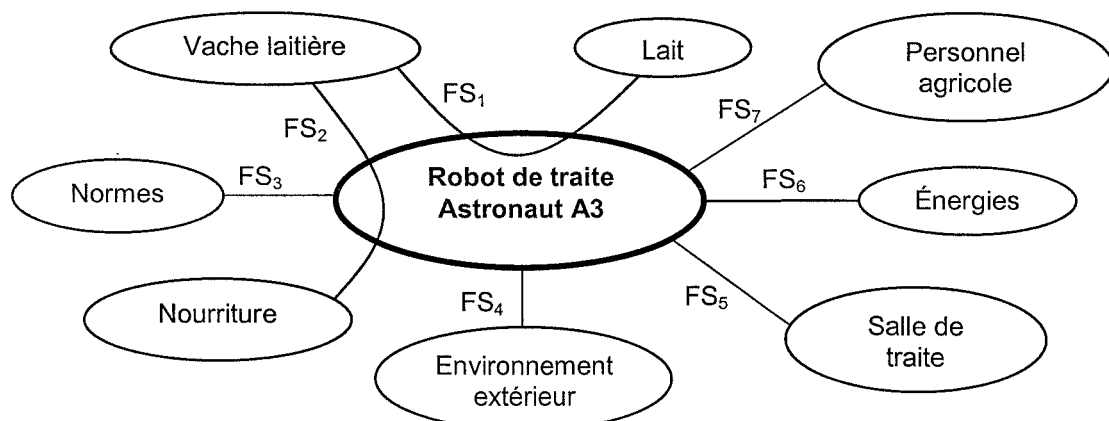 Vache laitière
Lait
Personnel
agricole
FS₁
FS₂
FS₇
Normes
FS₃
Robot de traite
Astronaut A3
FS₆
Énergies
Nourriture
FS₄
FS₅
Salle de
traite
Environnement
extérieur